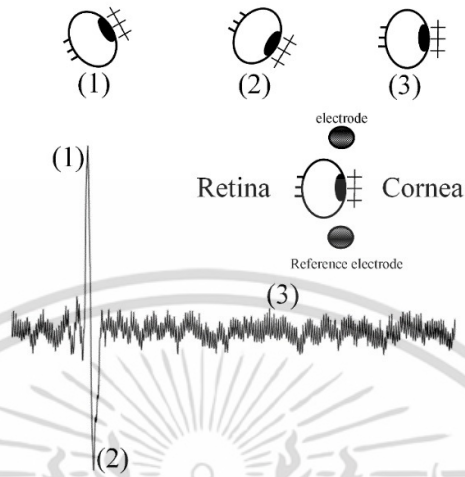 (1)
(2)
(3)
electrode
(1)
Retina
Cornea
Reference electrode
(3)
(2)